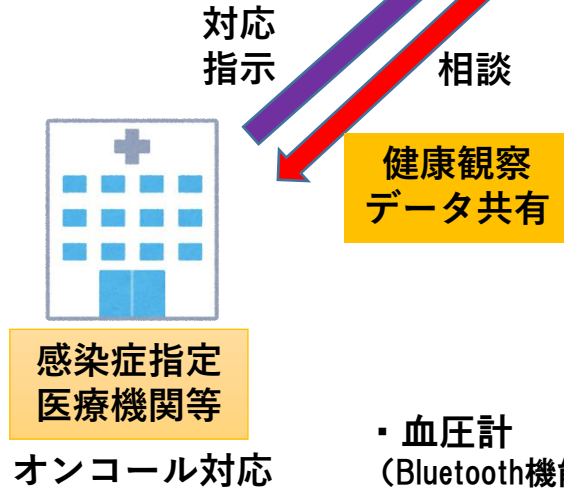 対応
指示
相談
健康観察
データ共有
感染症指定
医療機関等
オンコール対応
・血圧計
（Bluetooth機